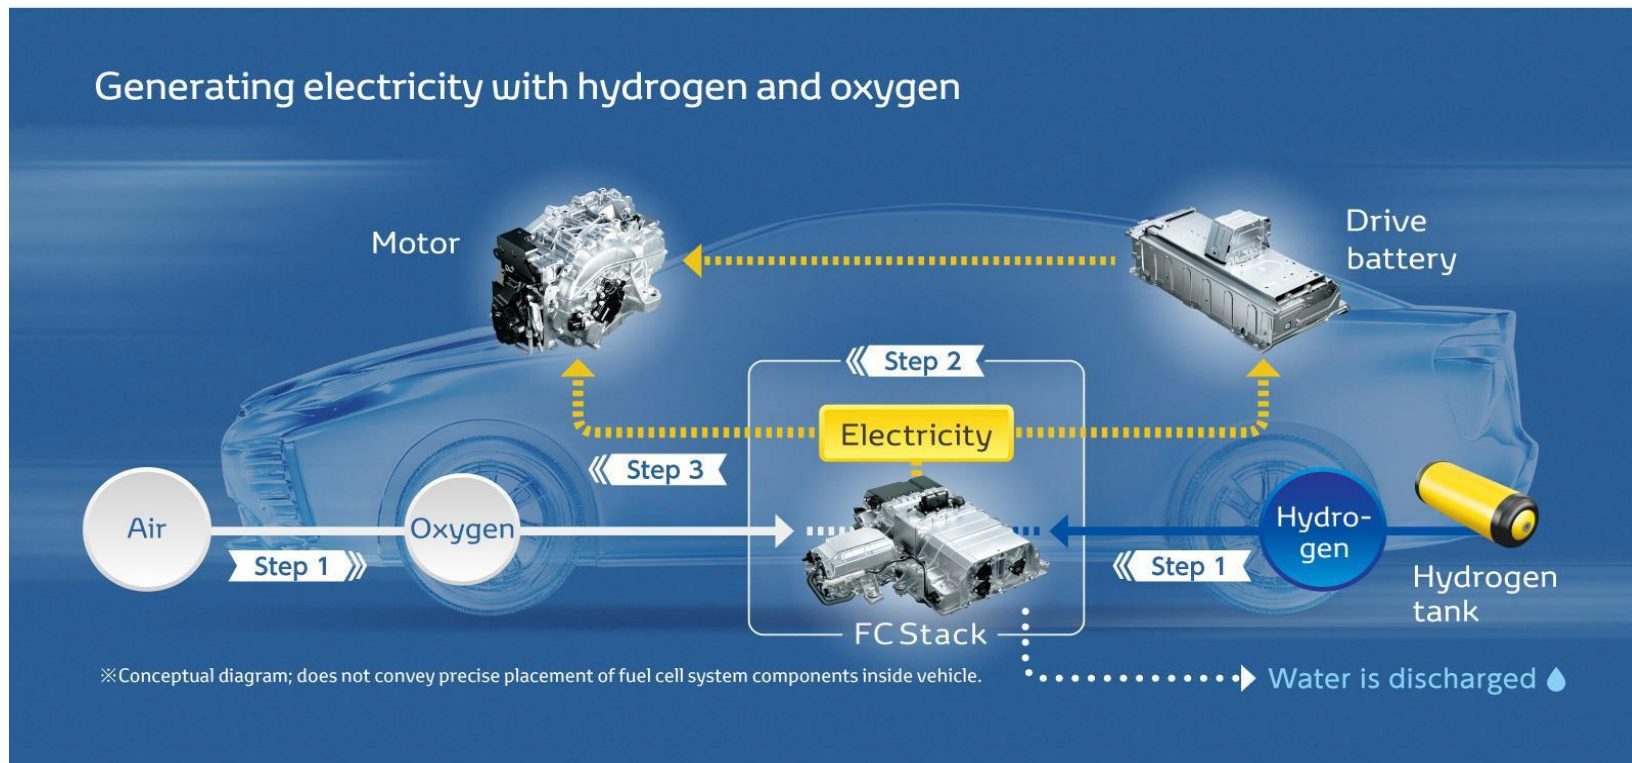 Generating electricity with hydrogen and oxygen
Motor
Drive
battery
Step 2
Electricity
Step 3
Air
Oxygen
Hydro-
gen
Step 1
Step 1
Hydrogen
tank
FC Stack
※Conceptual diagram; does not convey precise placement of fuel cell system components inside vehicle.
Water is discharged